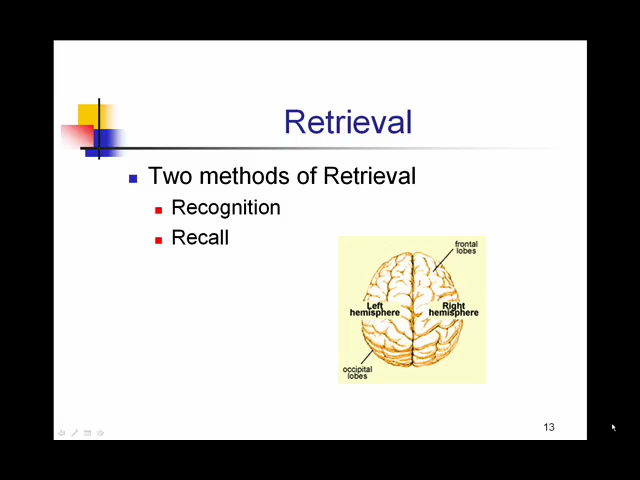 Retrieval
Two methods of Retrieval
Recognition
Recall
frontal
lobes
Left
hemisphere
Right
hemisphere
occipital
lobes
13